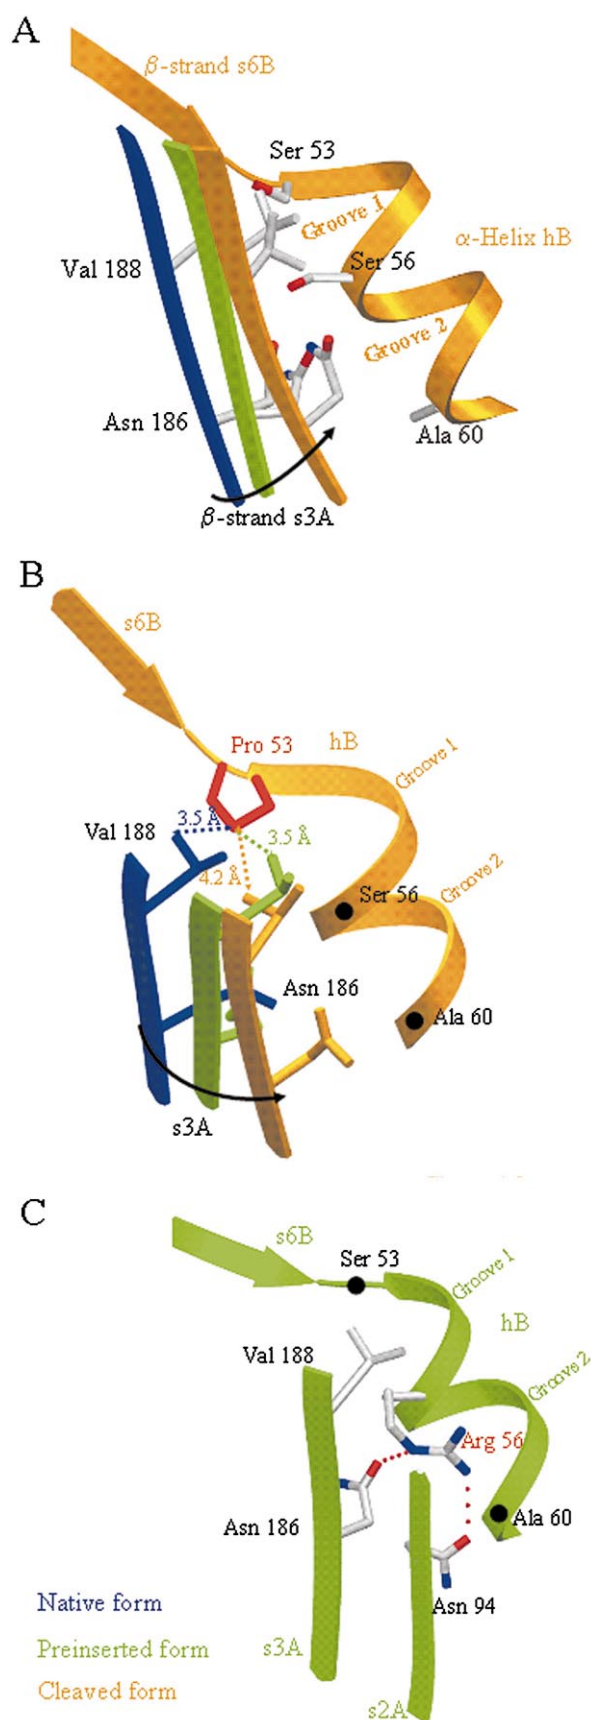 A
β-strand s6B
Ser 53
Groove 1
α-Helix hB
Val 188
Ser 56
Groove 2
Asn 186
Ala 60
β-strand s3A
B
s6B
Pro 53
hB
Groove 1
3.5 Å
Val 188
3.5 Å
4.2 Å
Groove 2
Ser 56
Asn 186
Ala 60
s3A
C
s6B
Ser 53
Groove 1
hB
Val 188
Groove 2
Arg 56
Asn 186
Ala 60
Asn 94
Native form
Preinserted form
s3A
Cleaved form
s2A